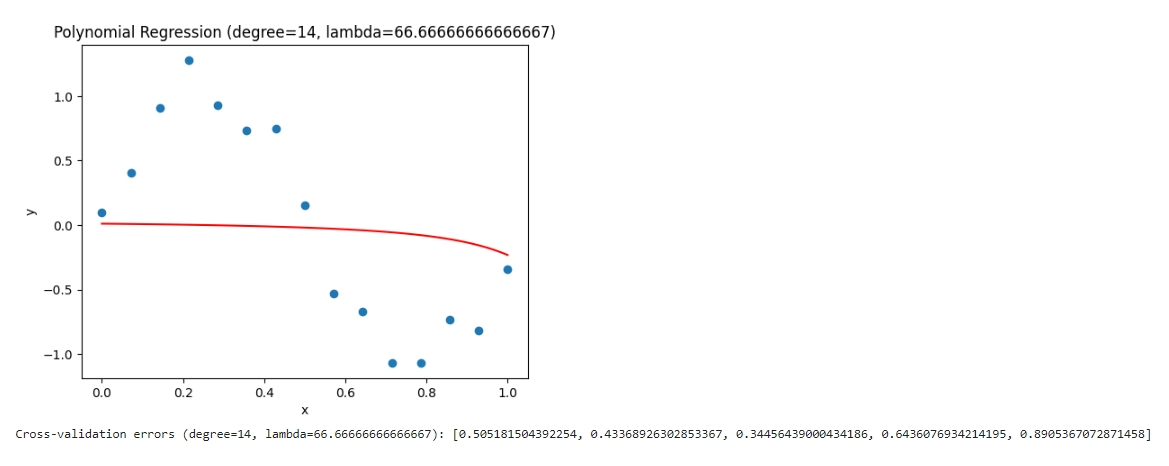 Polynomial Regression (degree=14, lambda=66.66666666666667)
1.0
0.5
0.0
−0.5
−1.0
y
0.0 0.2 0.4 0.6 0.8 1.0
x
Cross-validation errors (degree=14, lambda=66.66666666666667): [0.505181504392254, 0.43368926302853367, 0.34456439000434186, 0.6436076934214195, 0.8905367072871458]